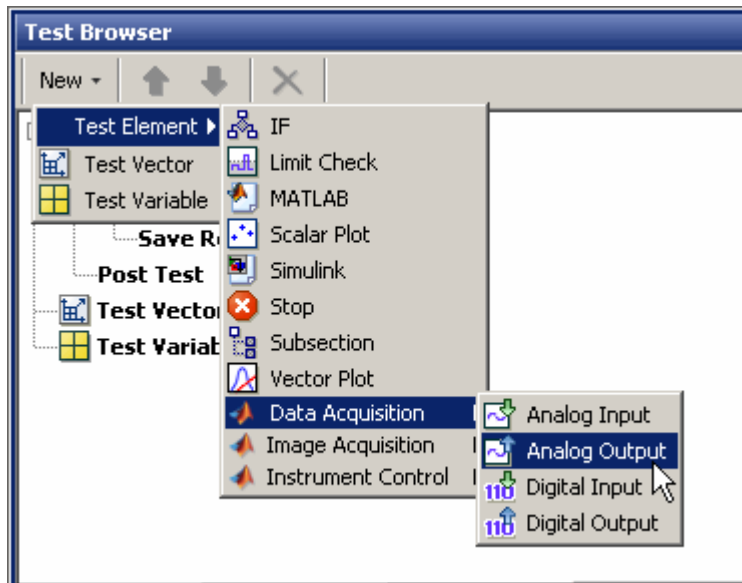 Test Browser
New
Test Element
Test Vector
Test Variable
IF
Limit Check
MATLAB
Scalar Plot
Simulink
Stop
Subsection
Vector Plot
Data Acquisition
Image Acquisition
Instrument Control
Analog Input
Analog Output
Digital Input
Digital Output
Save R
Post Test
Test Vecto
Test Variab